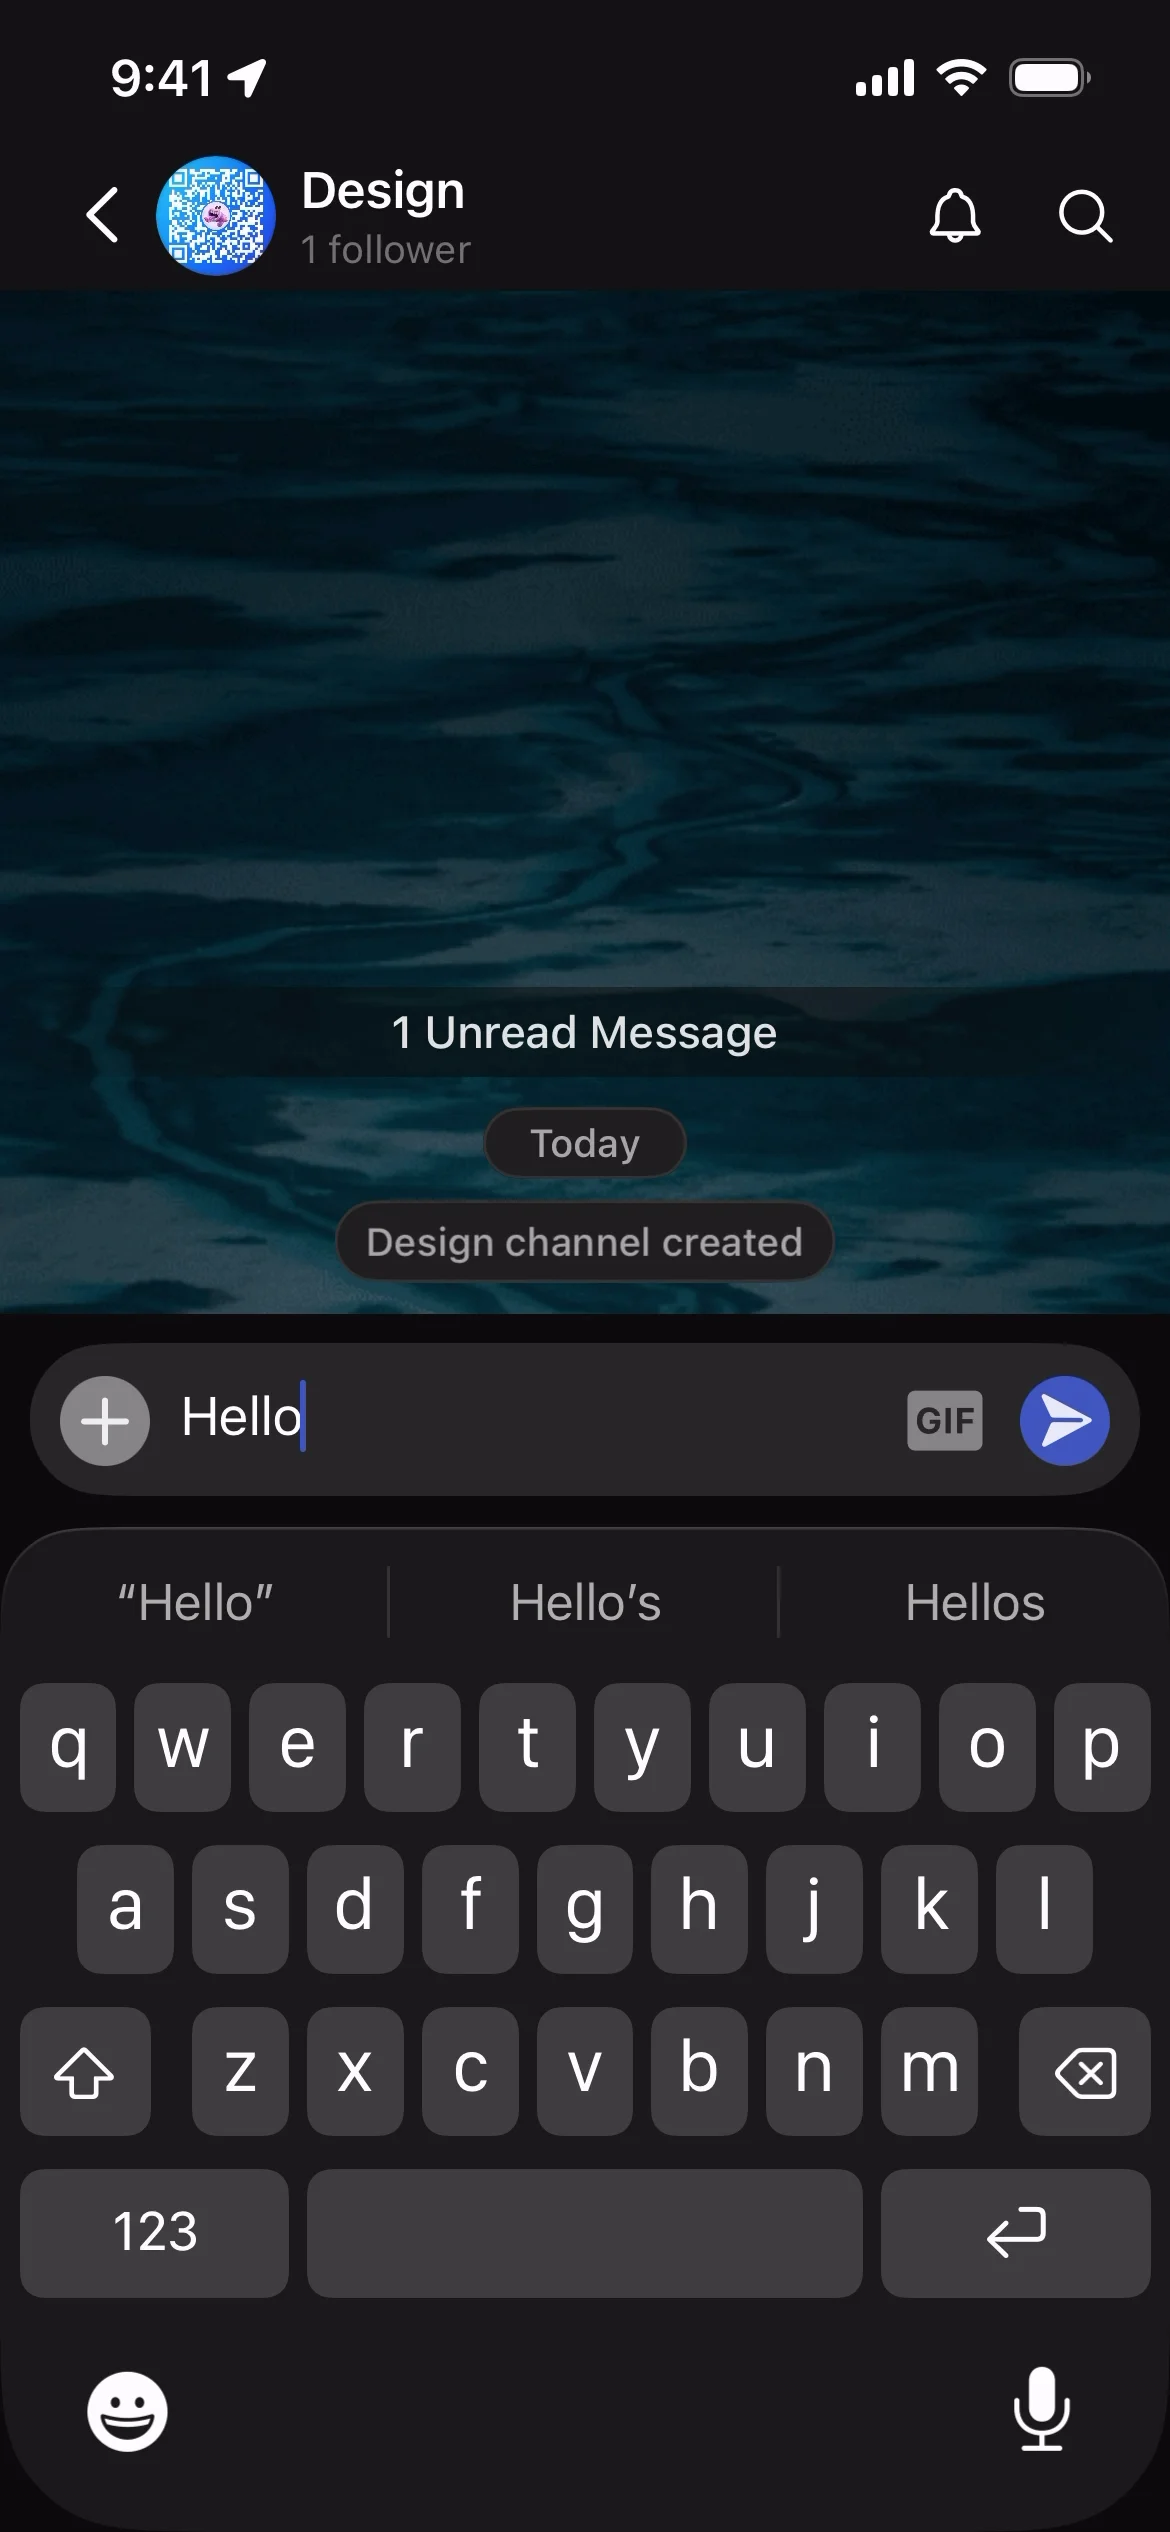 9:41
Design
1 follower
1 Unread Message
Today
Design channel created
Hello
GIF
“Hello”
Hello’s
Hellos
q w e r t y u i o p
a s d f g h j k l
z x c v b n m
123